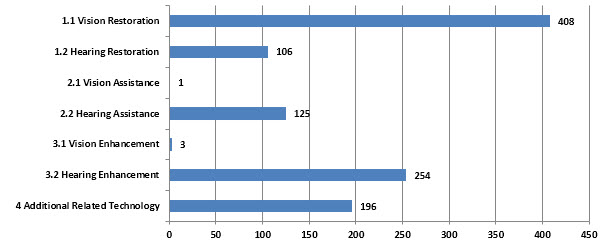 1.1 Vision Restoration 408
1.2 Hearing Restoration 106
2.1 Vision Assistance 1
2.2 Hearing Assistance 125
3.1 Vision Enhancement 3
3.2 Hearing Enhancement 254
4 Additional Related Technology 196
0 50 100 150 200 250 300 350 400 450